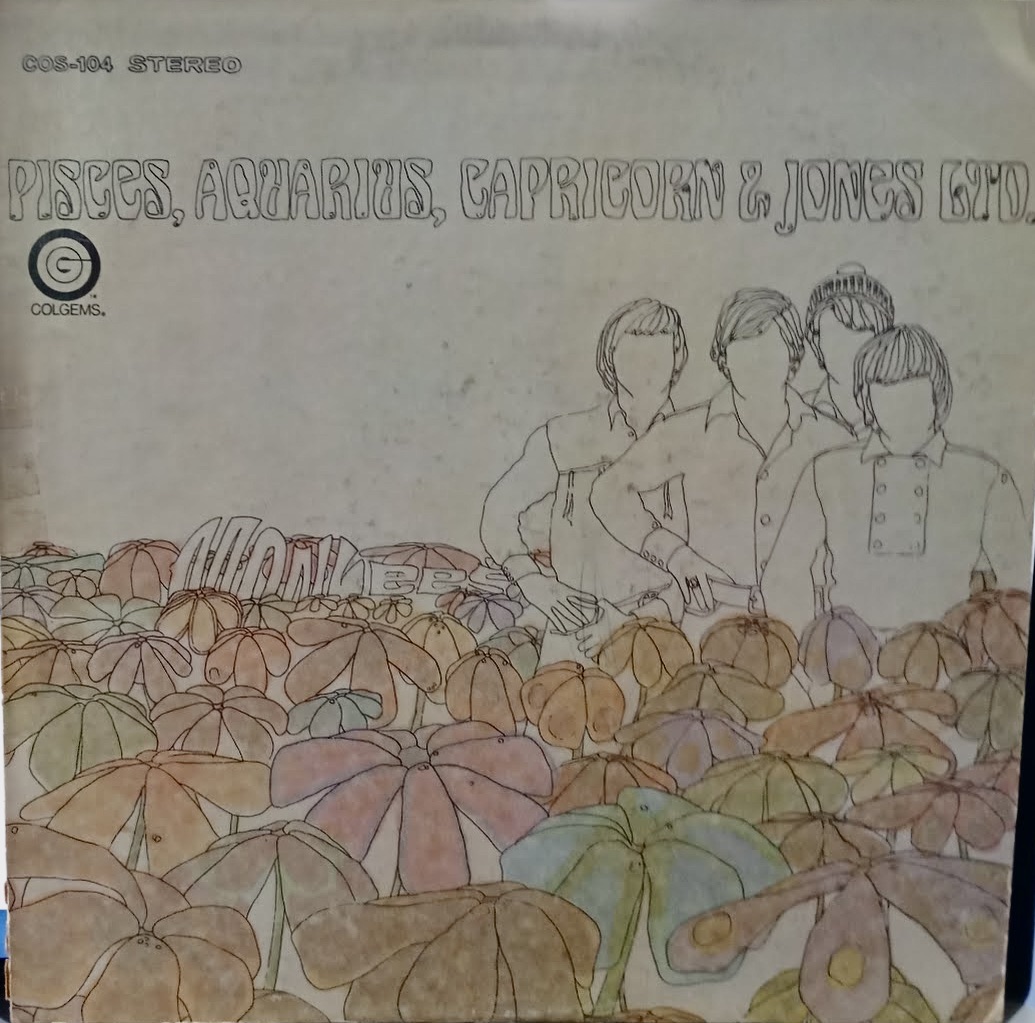 COS-104 STEREO
PISCES, AQUARIUS, CAPRICORN & JONES LTD.
G
COLGEMS®
MONKEES